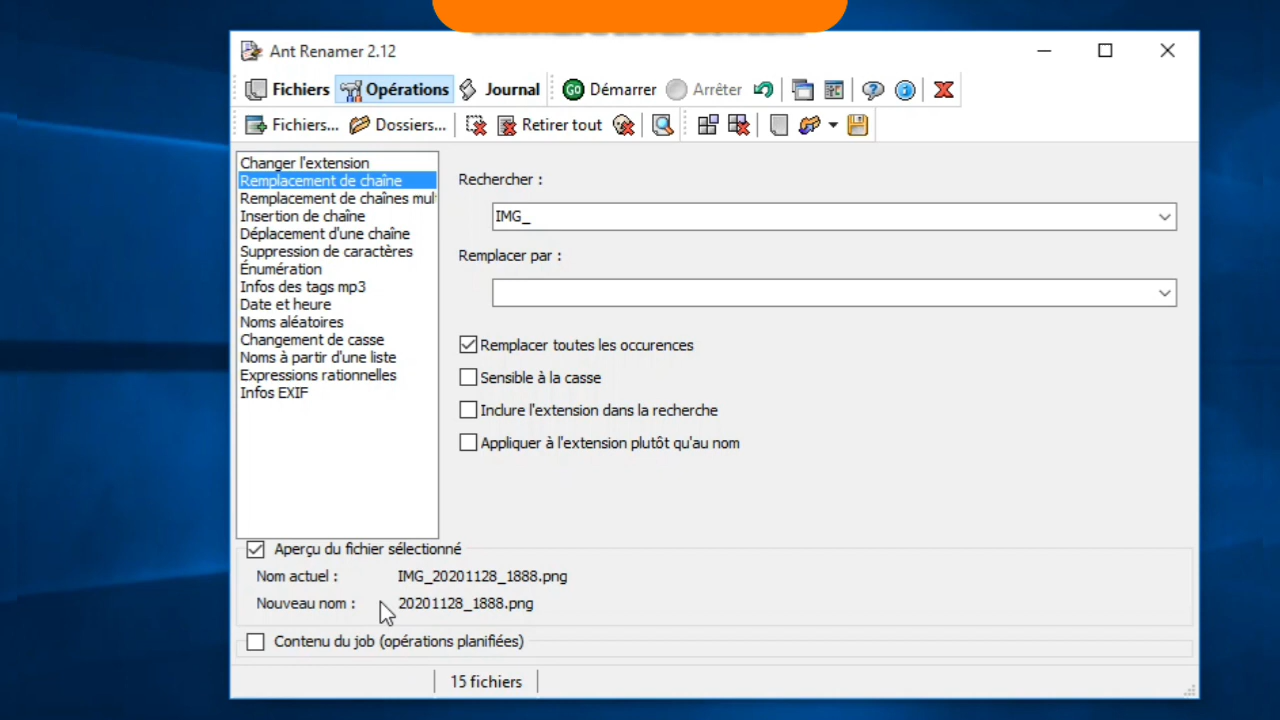 Ant Renamer 2.12
Fichiers Opérations Journal Démarrer Arrêter
Fichiers... Dossiers... Retirer tout
Changer l'extension
Remplacement de chaîne
Remplacement de chaînes mul
Insertion de chaîne
Déplacement d'une chaîne
Suppression de caractères
Énumération
Infos des tags mp3
Date et heure
Noms aléatoires
Changement de casse
Noms à partir d'une liste
Expressions rationnelles
Infos EXIF
Rechercher :
IMG_
Remplacer par :
Remplacer toutes les occurences
Sensible à la casse
Inclure l'extension dans la recherche
Appliquer à l'extension plutôt qu'au nom
Aperçu du fichier sélectionné
Nom actuel : IMG_20201128_1888.png
Nouveau nom : 20201128_1888.png
Contenu du job (opérations planifiées)
15 fichiers